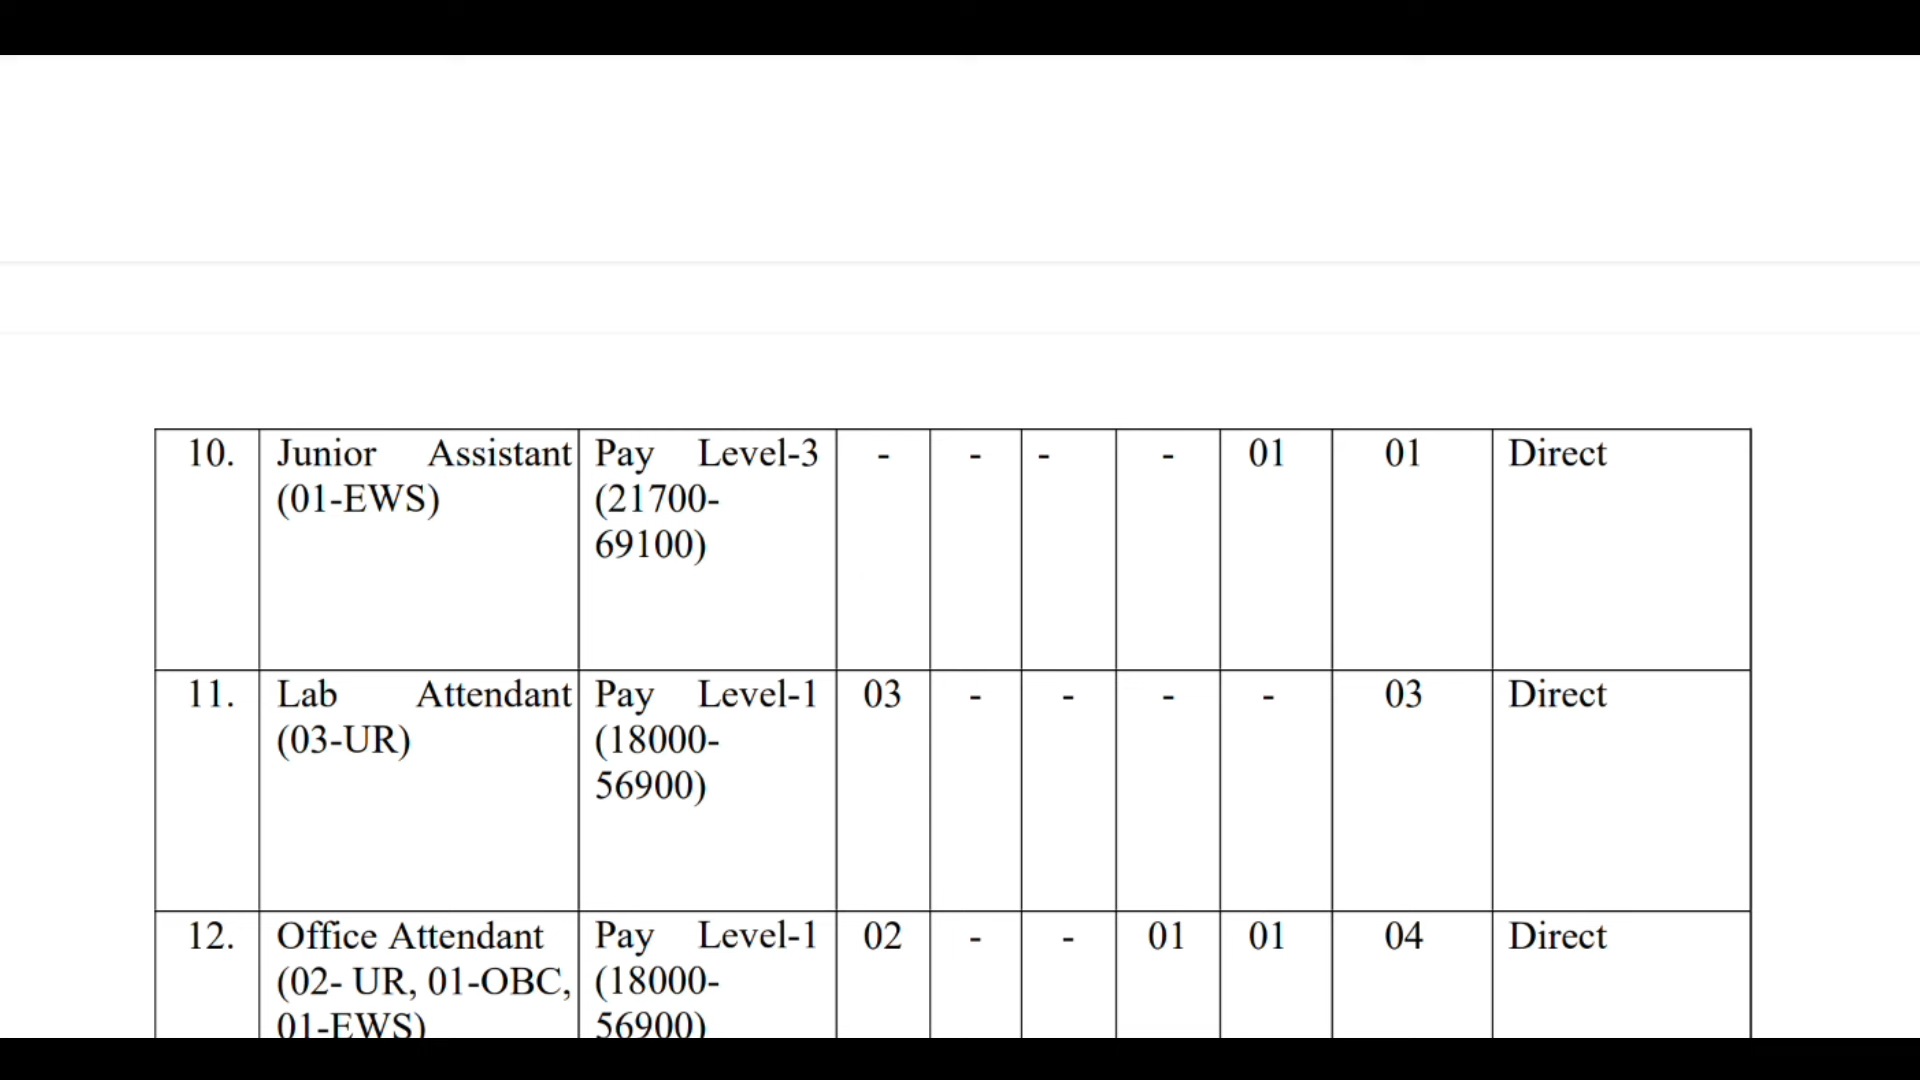 10. Junior Assistant Pay Level-3 - - - - 01 01 Direct
(01-EWS) (21700-
69100)
11. Lab Attendant Pay Level-1 03 - - - - 03 Direct
(03-UR) (18000-
56900)
12. Office Attendant Pay Level-1 02 - - 01 01 04 Direct
(02- UR, 01-OBC, (18000-
01-EWS) 56900)